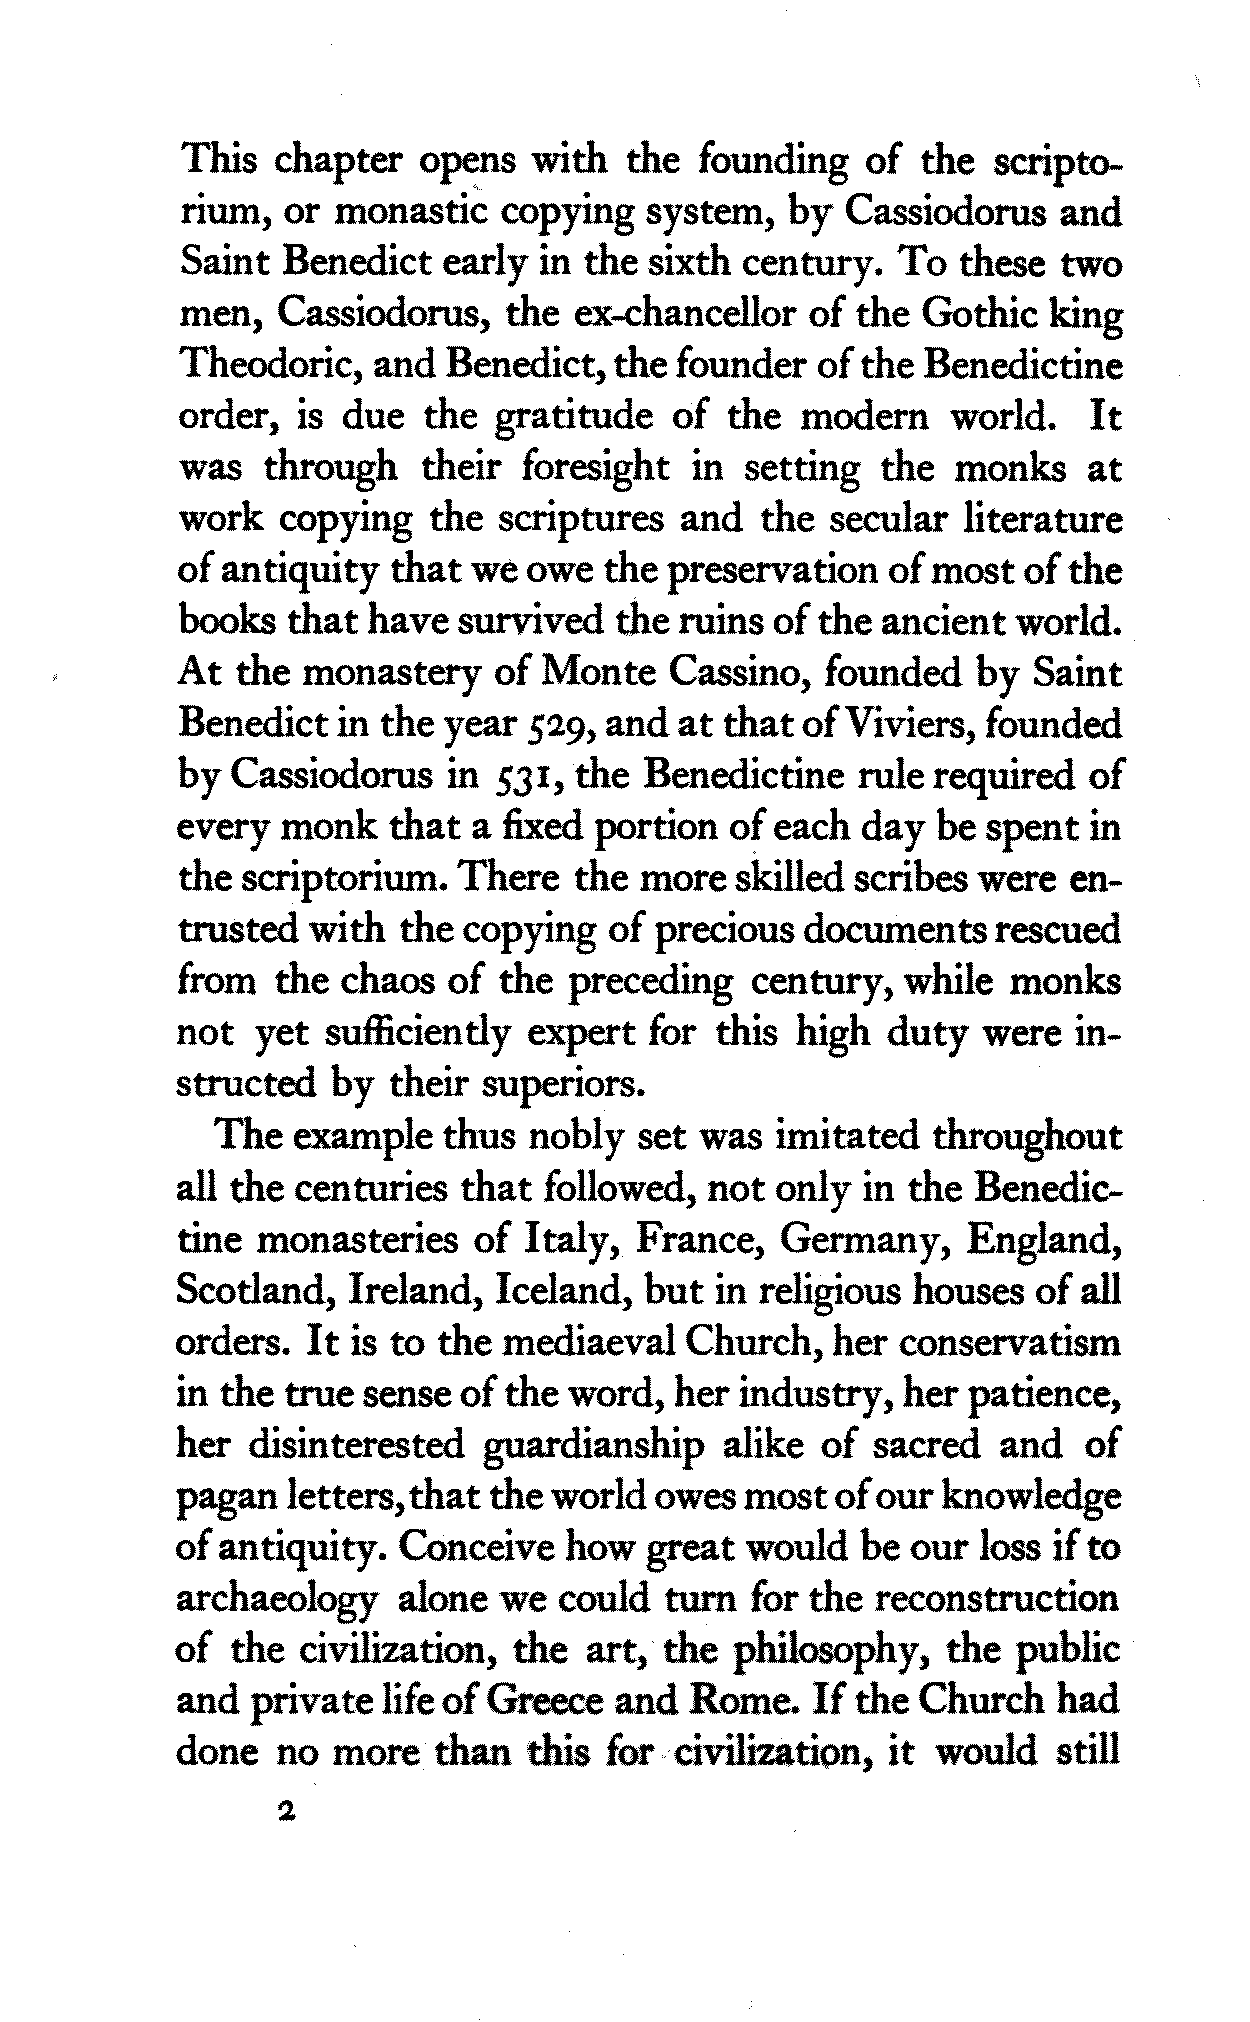 This chapter opens with the founding of the scripto-
rium, or monastic copying system, by Cassiodorus and
Saint Benedict early in the sixth century. To these two
men, Cassiodorus, the ex-chancellor of the Gothic king
Theodoric, and Benedict, the founder of the Benedictine
order, is due the gratitude of the modern world. It
was through their foresight in setting the monks at
work copying the scriptures and the secular literature
of antiquity that we owe the preservation of most of the
books that have survived the ruins of the ancient world.
At the monastery of Monte Cassino, founded by Saint
Benedict in the year 529, and at that of Viviers, founded
by Cassiodorus in 531, the Benedictine rule required of
every monk that a fixed portion of each day be spent in
the scriptorium. There the more skilled scribes were en-
trusted with the copying of precious documents rescued
from the chaos of the preceding century, while monks
not yet sufficiently expert for this high duty were in-
structed by their superiors.
The example thus nobly set was imitated throughout
all the centuries that followed, not only in the Benedic-
tine monasteries of Italy, France, Germany, England,
Scotland, Ireland, Iceland, but in religious houses of all
orders. It is to the mediaeval Church, her conservatism
in the true sense of the word, her industry, her patience,
her disinterested guardianship alike of sacred and of
pagan letters, that the world owes most of our knowledge
of antiquity. Conceive how great would be our loss if to
archaeology alone we could turn for the reconstruction
of the civilization, the art, the philosophy, the public
and private life of Greece and Rome. If the Church had
done no more than this for civilization, it would still
2